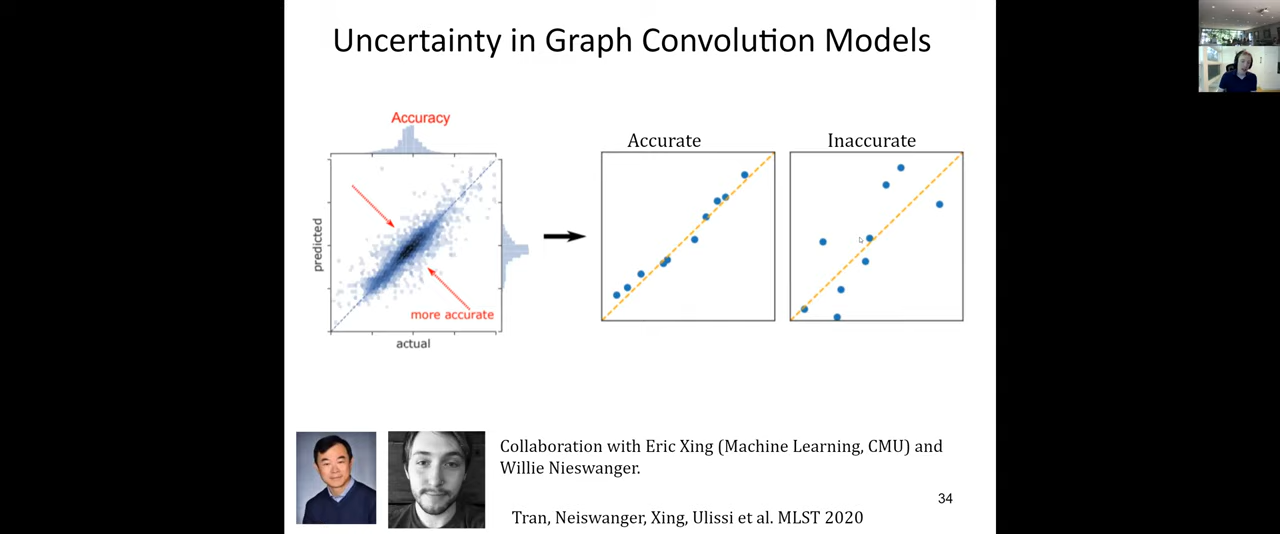 Uncertainty in Graph Convolution Models
Accuracy
predicted
more accurate
actual
Accurate
Inaccurate
Collaboration with Eric Xing (Machine Learning, CMU) and
Willie Nieswanger.
34
Tran, Neiswanger, Xing, Ulissi et al. MLST 2020